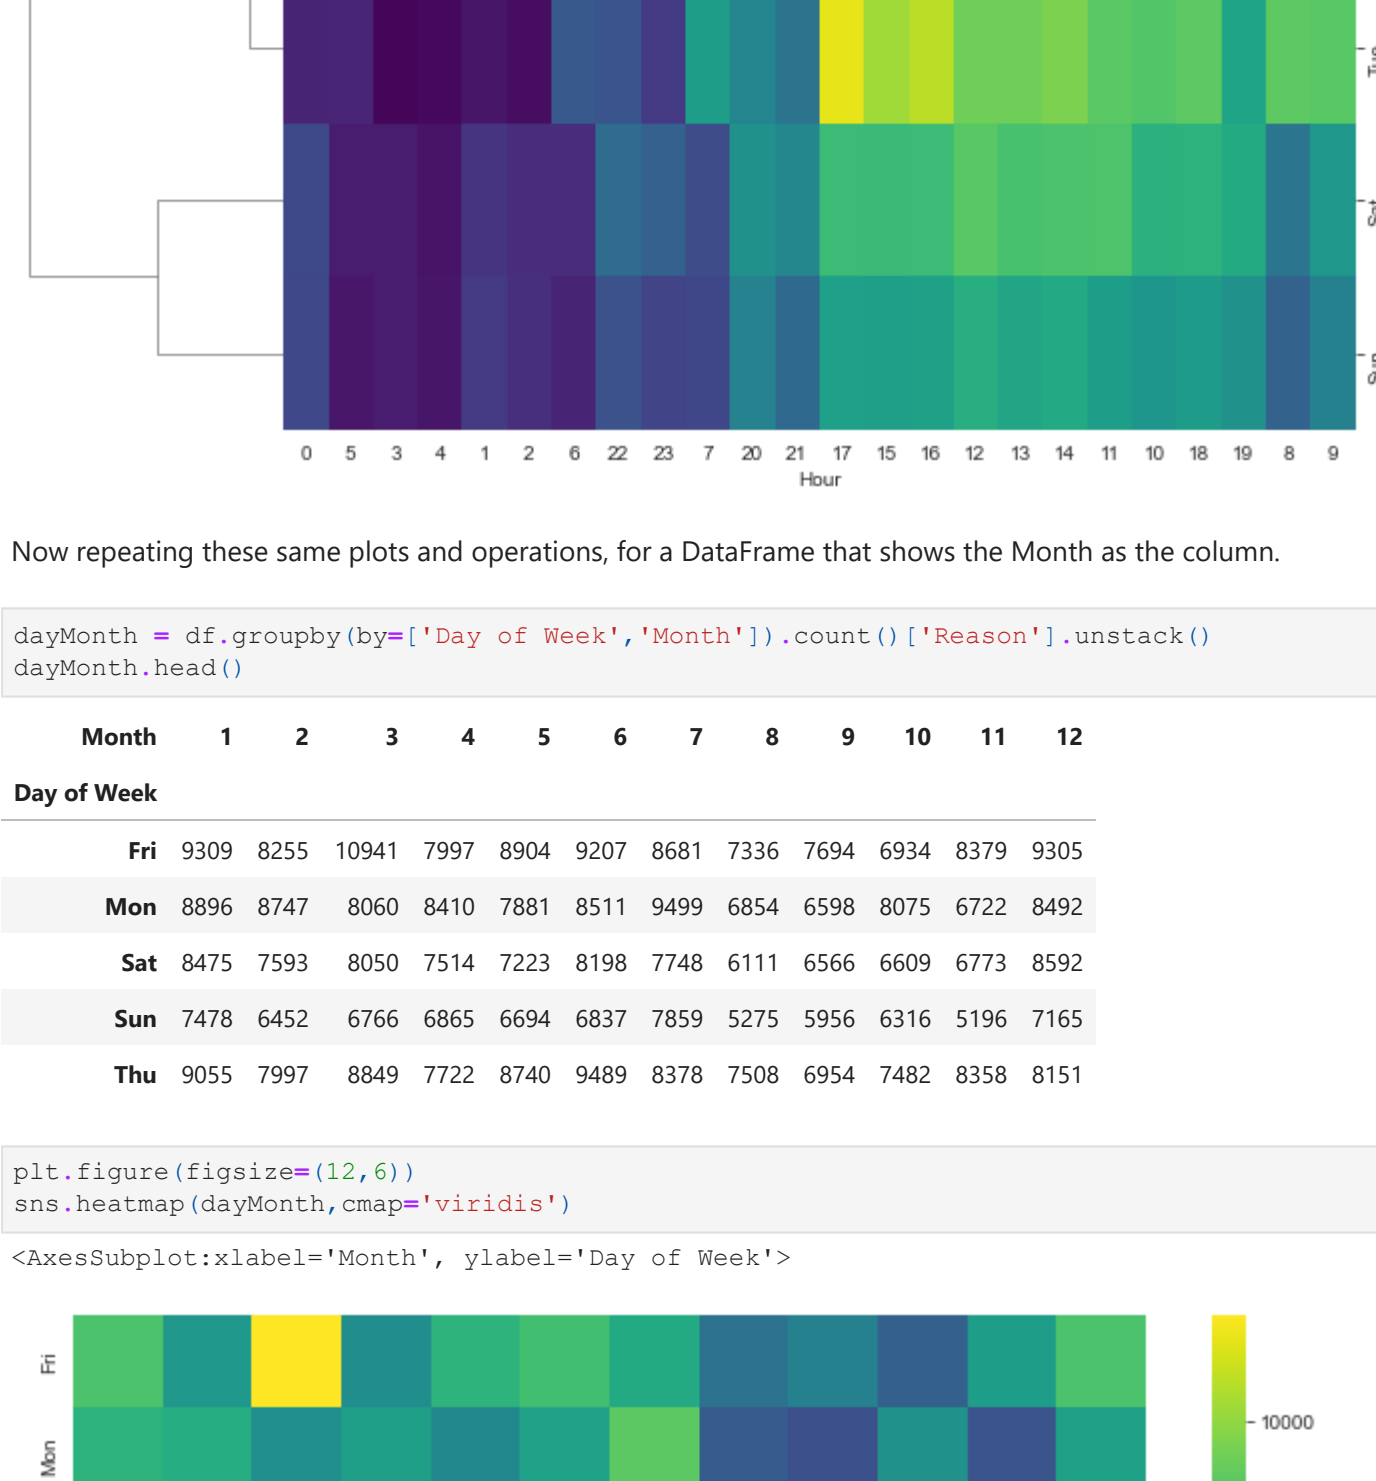 Tue
Sat
Sun
0 5 3 4 1 2 6 22 23 7 20 21 17 15 16 12 13 14 11 10 18 19 8 9
Hour
Now repeating these same plots and operations, for a DataFrame that shows the Month as the column.
dayMonth = df.groupby(by=['Day of Week','Month']).count()['Reason'].unstack()
dayMonth.head()
Month 1 2 3 4 5 6 7 8 9 10 11 12
Day of Week
Fri 9309 8255 10941 7997 8904 9207 8681 7336 7694 6934 8379 9305
Mon 8896 8747 8060 8410 7881 8511 9499 6854 6598 8075 6722 8492
Sat 8475 7593 8050 7514 7223 8198 7748 6111 6566 6609 6773 8592
Sun 7478 6452 6766 6865 6694 6837 7859 5275 5956 6316 5196 7165
Thu 9055 7997 8849 7722 8740 9489 8378 7508 6954 7482 8358 8151
plt.figure(figsize=(12,6))
sns.heatmap(dayMonth,cmap='viridis')
<AxesSubplot:xlabel='Month', ylabel='Day of Week'>
Fri
Mon
10000